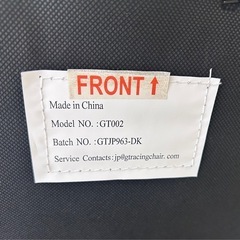 FRONT ↑
Made in China
Model NO. :GT002
Batch NO. :GTJP963-DK
Service Contacts:jp@gtracingchair. com